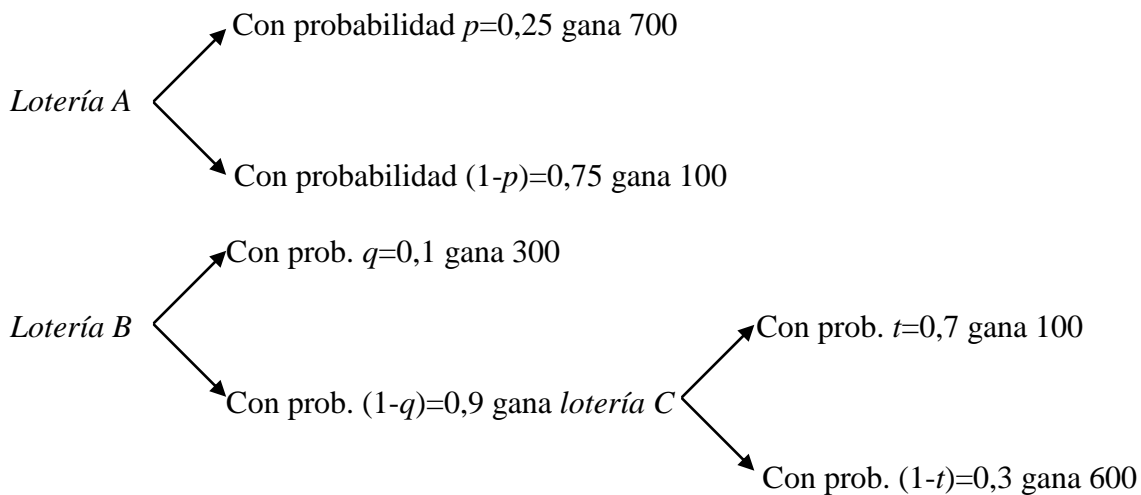 Con probabilidad p=0,25 gana 700
Lotería A
Con probabilidad (1-p)=0,75 gana 100
Con prob. q=0,1 gana 300
Lotería B
Con prob. t=0,7 gana 100
Con prob. (1-q)=0,9 gana lotería C
Con prob. (1-t)=0,3 gana 600